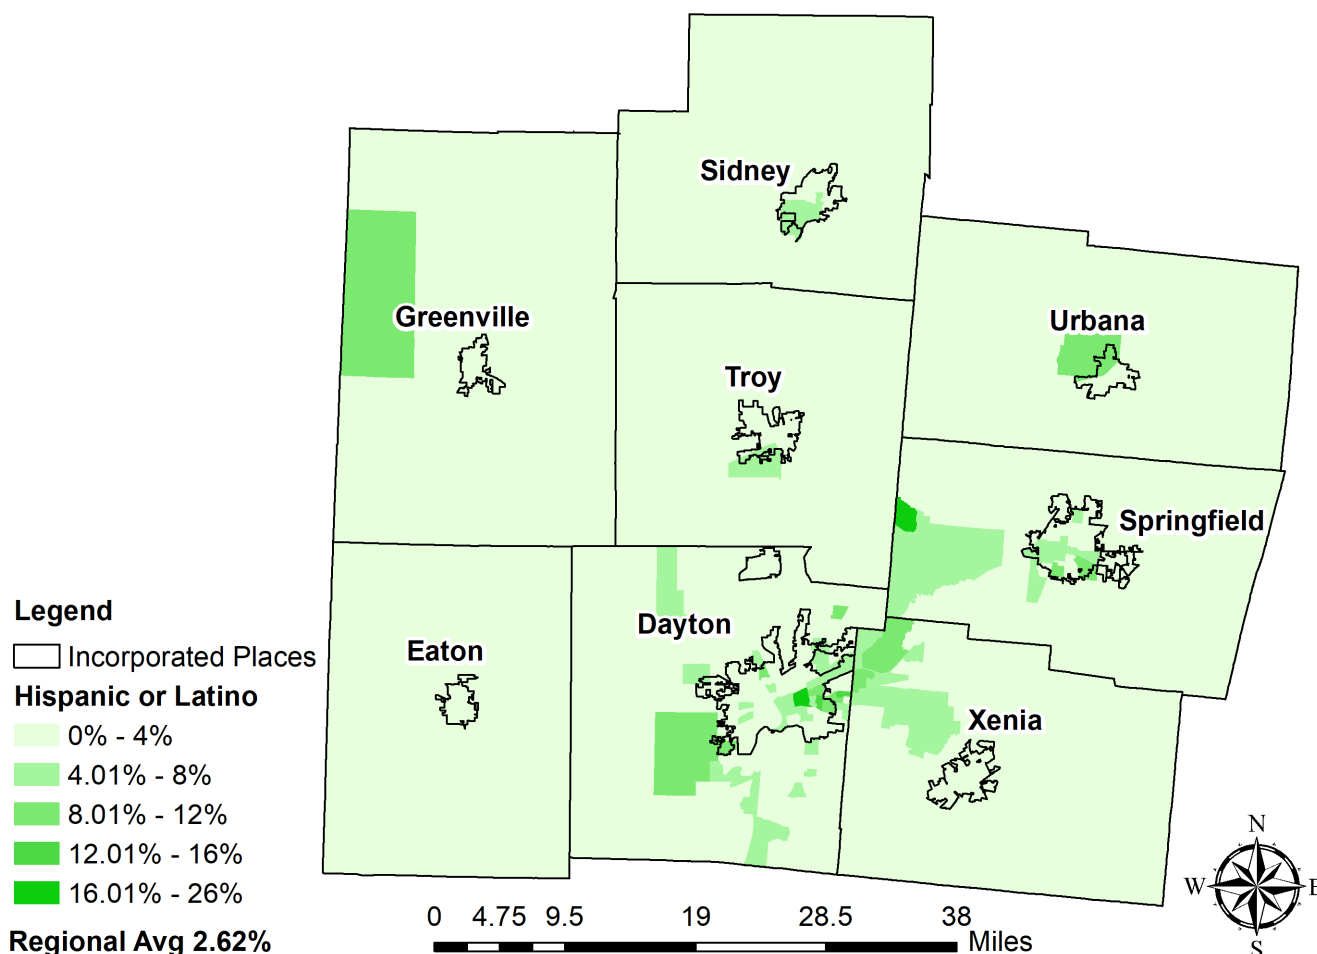 Sidney
Greenville
Urbana
Troy
Springfield
Dayton
Eaton
Xenia
Legend
Incorporated Places
Hispanic or Latino
0% - 4%
4.01% - 8%
8.01% - 12%
12.01% - 16%
16.01% - 26%
Regional Avg 2.62%
0 4.75 9.5 19 28.5 38
Miles
N
W E
S